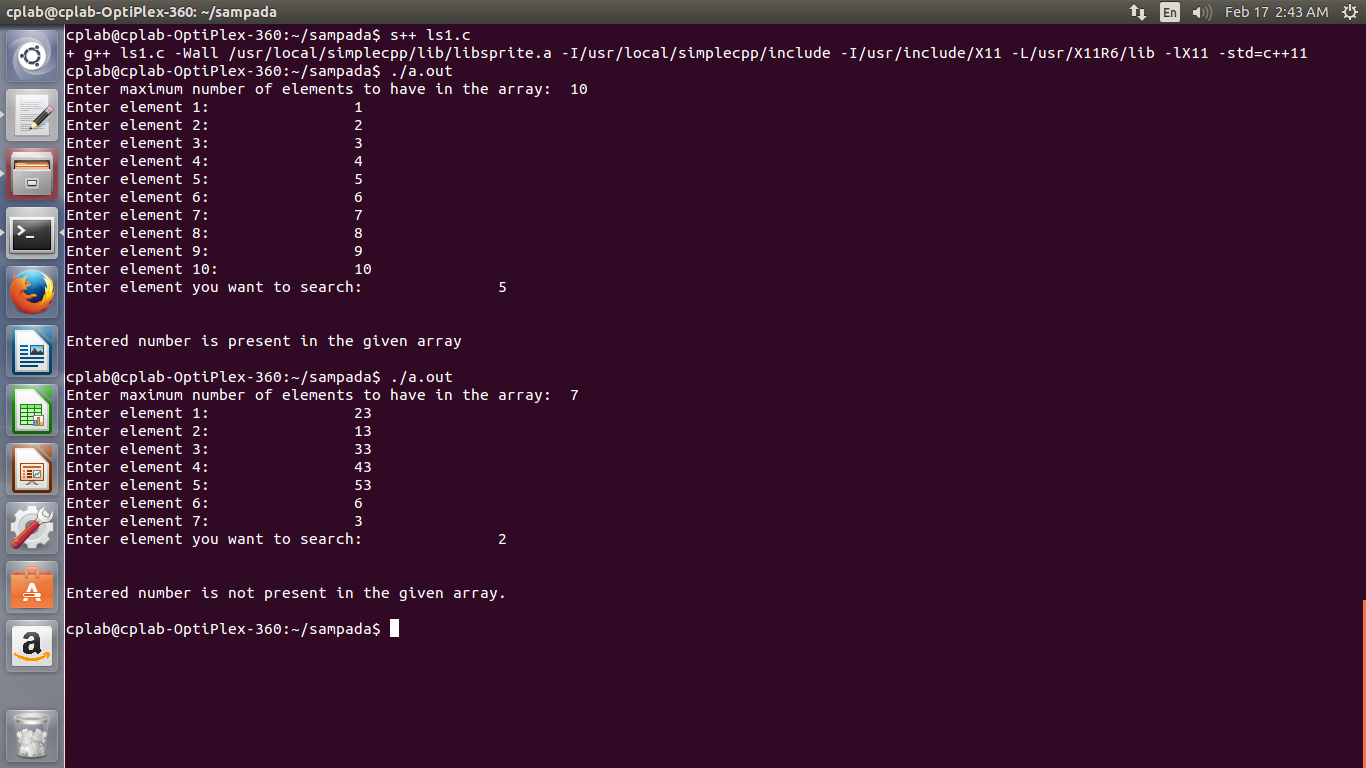 cplab@cplab-OptiPlex-360: ~/sampada En Feb 17 2:43 AM
cplab@cplab-OptiPlex-360:~/sampada$ s++ ls1.c
+ g++ ls1.c -Wall /usr/local/simplecpp/lib/libsprite.a -I/usr/local/simplecpp/include -I/usr/include/X11 -L/usr/X11R6/lib -lX11 -std=c++11
cplab@cplab-OptiPlex-360:~/sampada$ ./a.out
Enter maximum number of elements to have in the array:  10
Enter element 1:                1
Enter element 2:                2
Enter element 3:                3
Enter element 4:                4
Enter element 5:                5
Enter element 6:                6
Enter element 7:                7
Enter element 8:                8
Enter element 9:                9
Enter element 10:               10
Enter element you want to search:               5
Entered number is present in the given array
cplab@cplab-OptiPlex-360:~/sampada$ ./a.out
Enter maximum number of elements to have in the array:  7
Enter element 1:                23
Enter element 2:                13
Enter element 3:                33
Enter element 4:                43
Enter element 5:                53
Enter element 6:                6
Enter element 7:                3
Enter element you want to search:               2
Entered number is not present in the given array.
cplab@cplab-OptiPlex-360:~/sampada$